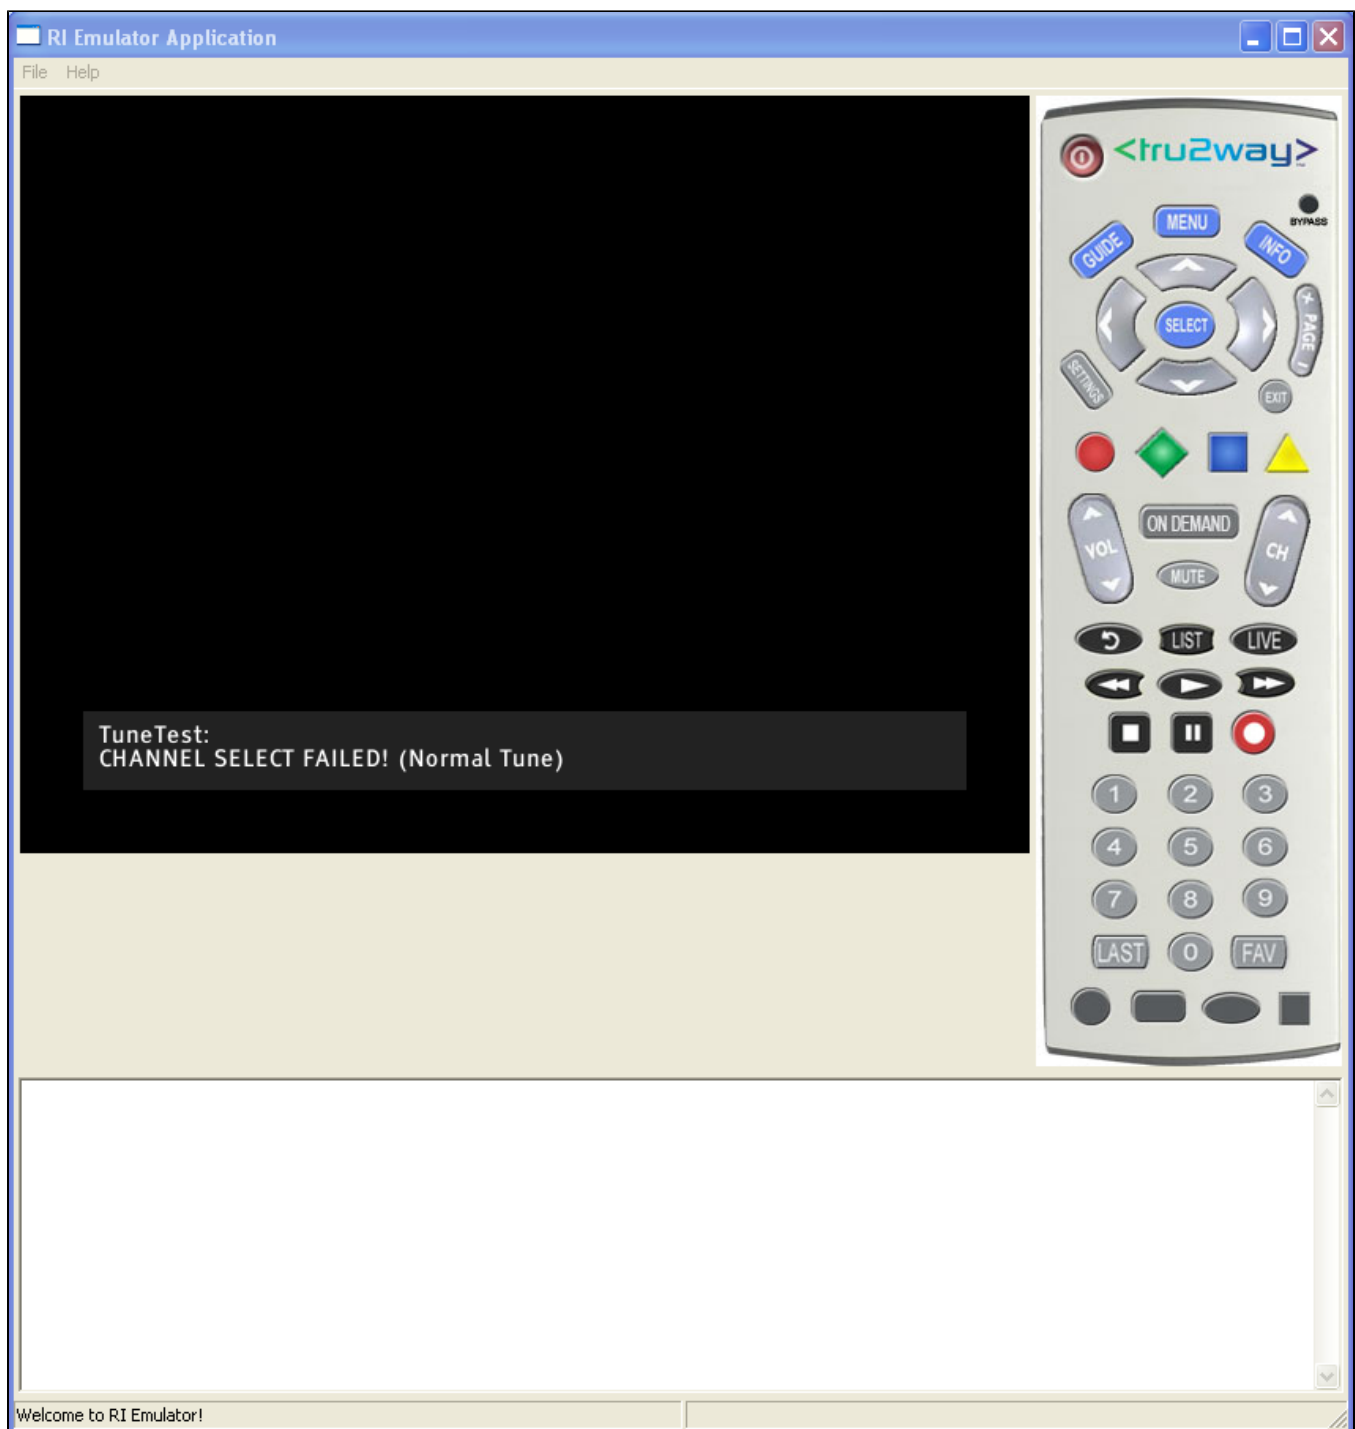 RI Emulator Application
File Help
<tru2way>™
BYPASS
MENU
GUIDE
INFO
SELECT
+ PAGE –
SETTINGS
EXIT
ON DEMAND
VOL
CH
MUTE
LIST LIVE
TuneTest:
CHANNEL SELECT FAILED! (Normal Tune)
1 2 3
4 5 6
7 8 9
LAST 0 FAV
Welcome to RI Emulator!